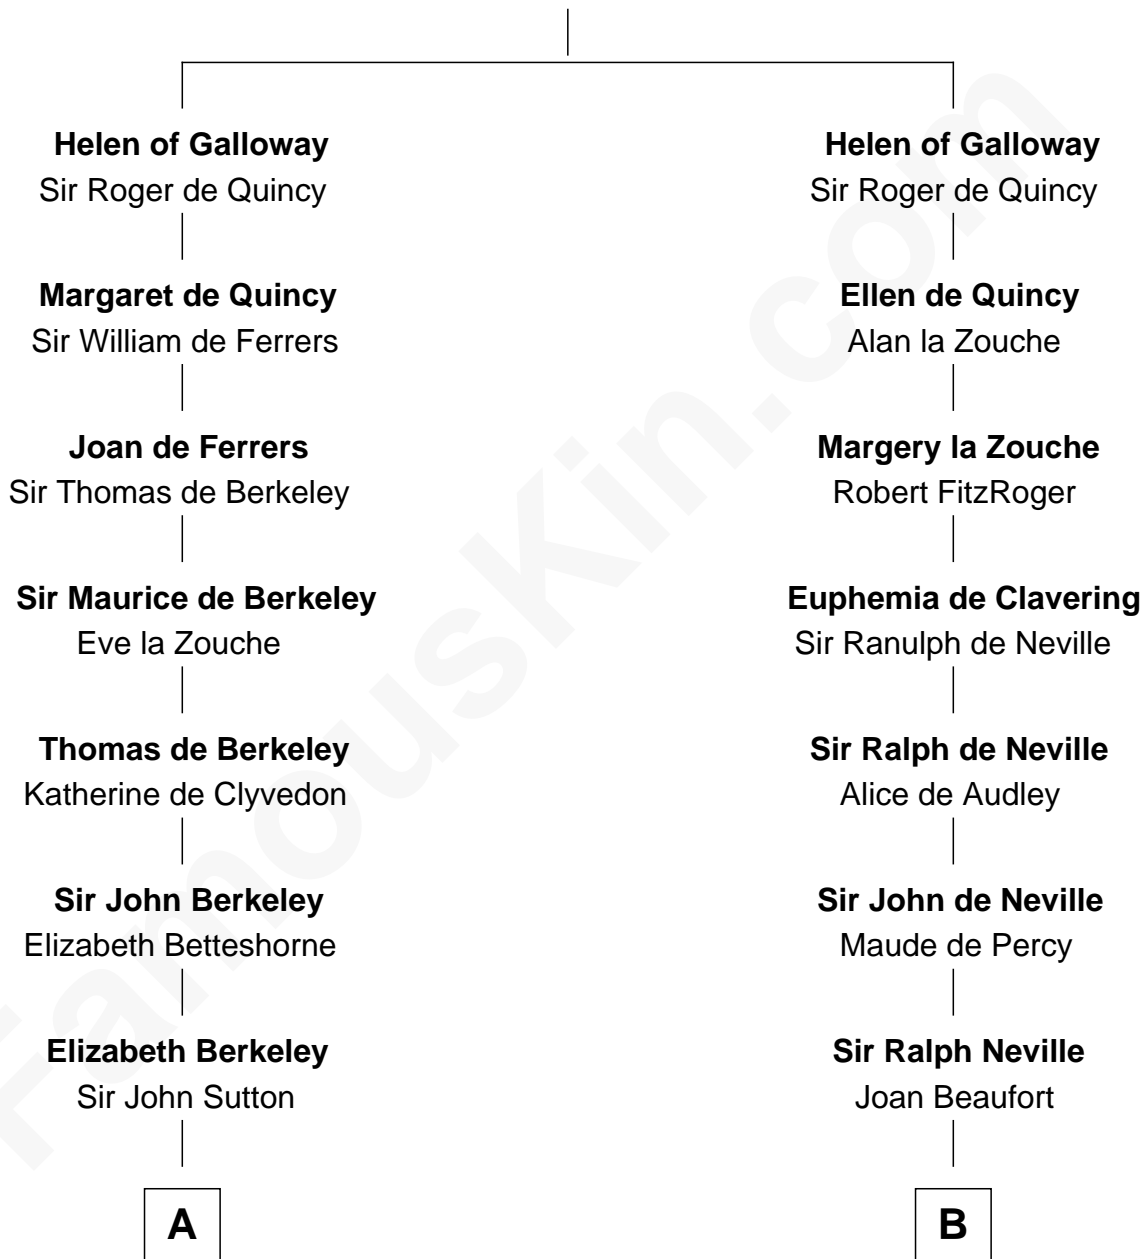 Helen of Galloway
Sir Roger de Quincy
Margaret de Quincy
Sir William de Ferrers
Joan de Ferrers
Sir Thomas de Berkeley
Sir Maurice de Berkeley
Eve la Zouche
Thomas de Berkeley
Katherine de Clyvedon
Sir John Berkeley
Elizabeth Betteshorne
Elizabeth Berkeley
Sir John Sutton
A
Helen of Galloway
Sir Roger de Quincy
Ellen de Quincy
Alan la Zouche
Margery la Zouche
Robert FitzRoger
Euphemia de Clavering
Sir Ranulph de Neville
Sir Ralph de Neville
Alice de Audley
Sir John de Neville
Maude de Percy
Sir Ralph Neville
Joan Beaufort
B
FamousKin.com